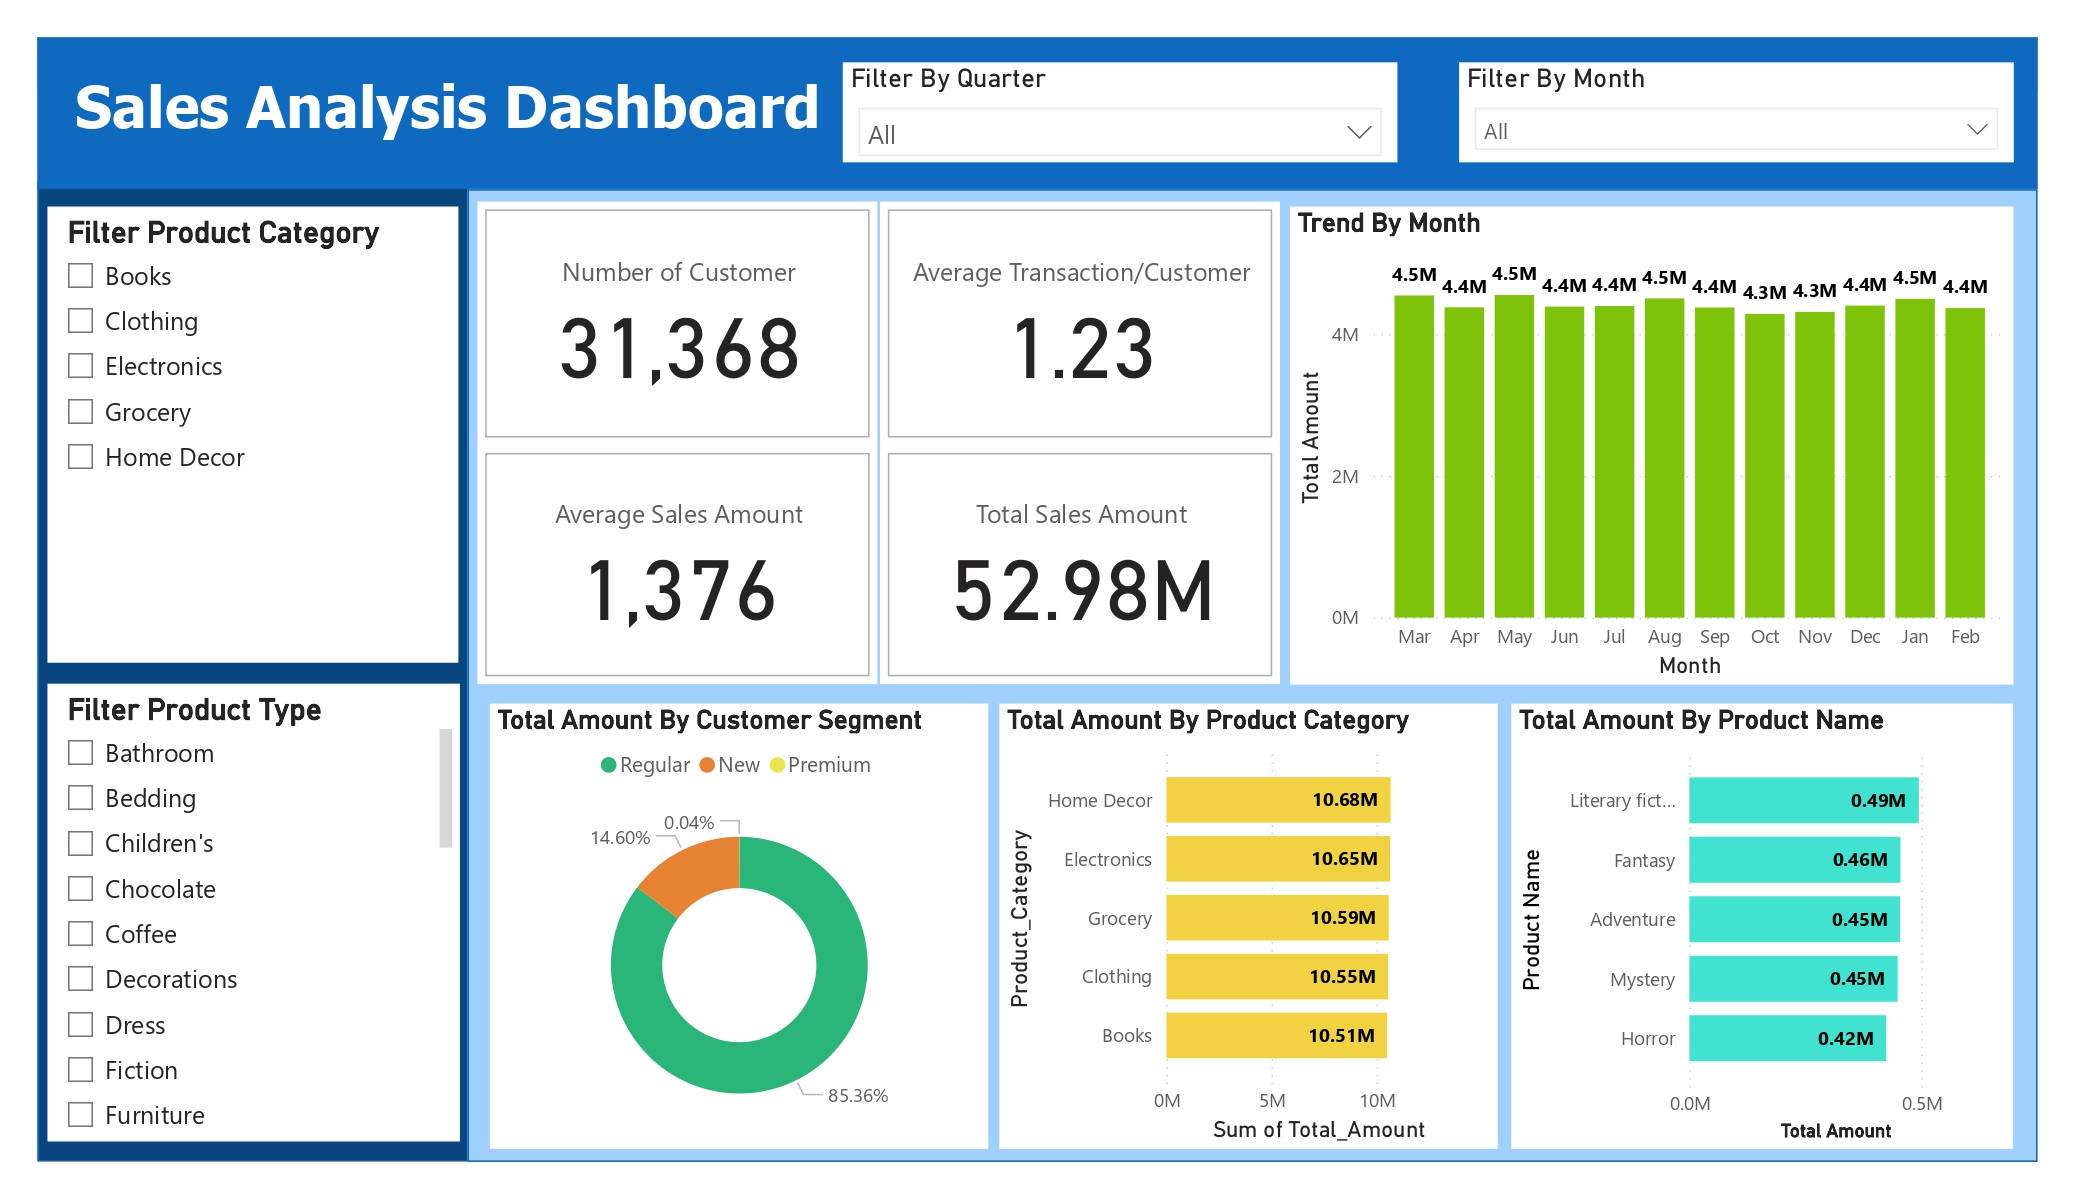 Sales Analysis Dashboard
Filter By Quarter
All
Filter By Month
All
Filter Product Category
Books
Clothing
Electronics
Grocery
Home Decor
Filter Product Type
Bathroom
Bedding
Children's
Chocolate
Coffee
Decorations
Dress
Fiction
Furniture
Number of Customer
31,368
Average Transaction/Customer
1.23
Average Sales Amount
1,376
Total Sales Amount
52.98M
Trend By Month
4.5M 4.4M 4.5M 4.4M 4.4M 4.5M 4.4M 4.3M 4.3M 4.4M 4.5M 4.4M
Total Amount
4M
2M
0M
Mar Apr May Jun Jul Aug Sep Oct Nov Dec Jan Feb
Month
Total Amount By Customer Segment
Regular New Premium
0.04%
14.60%
85.36%
Total Amount By Product Category
Product_Category
Home Decor 10.68M
Electronics 10.65M
Grocery 10.59M
Clothing 10.55M
Books 10.51M
0M 5M 10M
Sum of Total_Amount
Total Amount By Product Name
Product Name
Literary fict... 0.49M
Fantasy 0.46M
Adventure 0.45M
Mystery 0.45M
Horror 0.42M
0.0M 0.5M
Total Amount